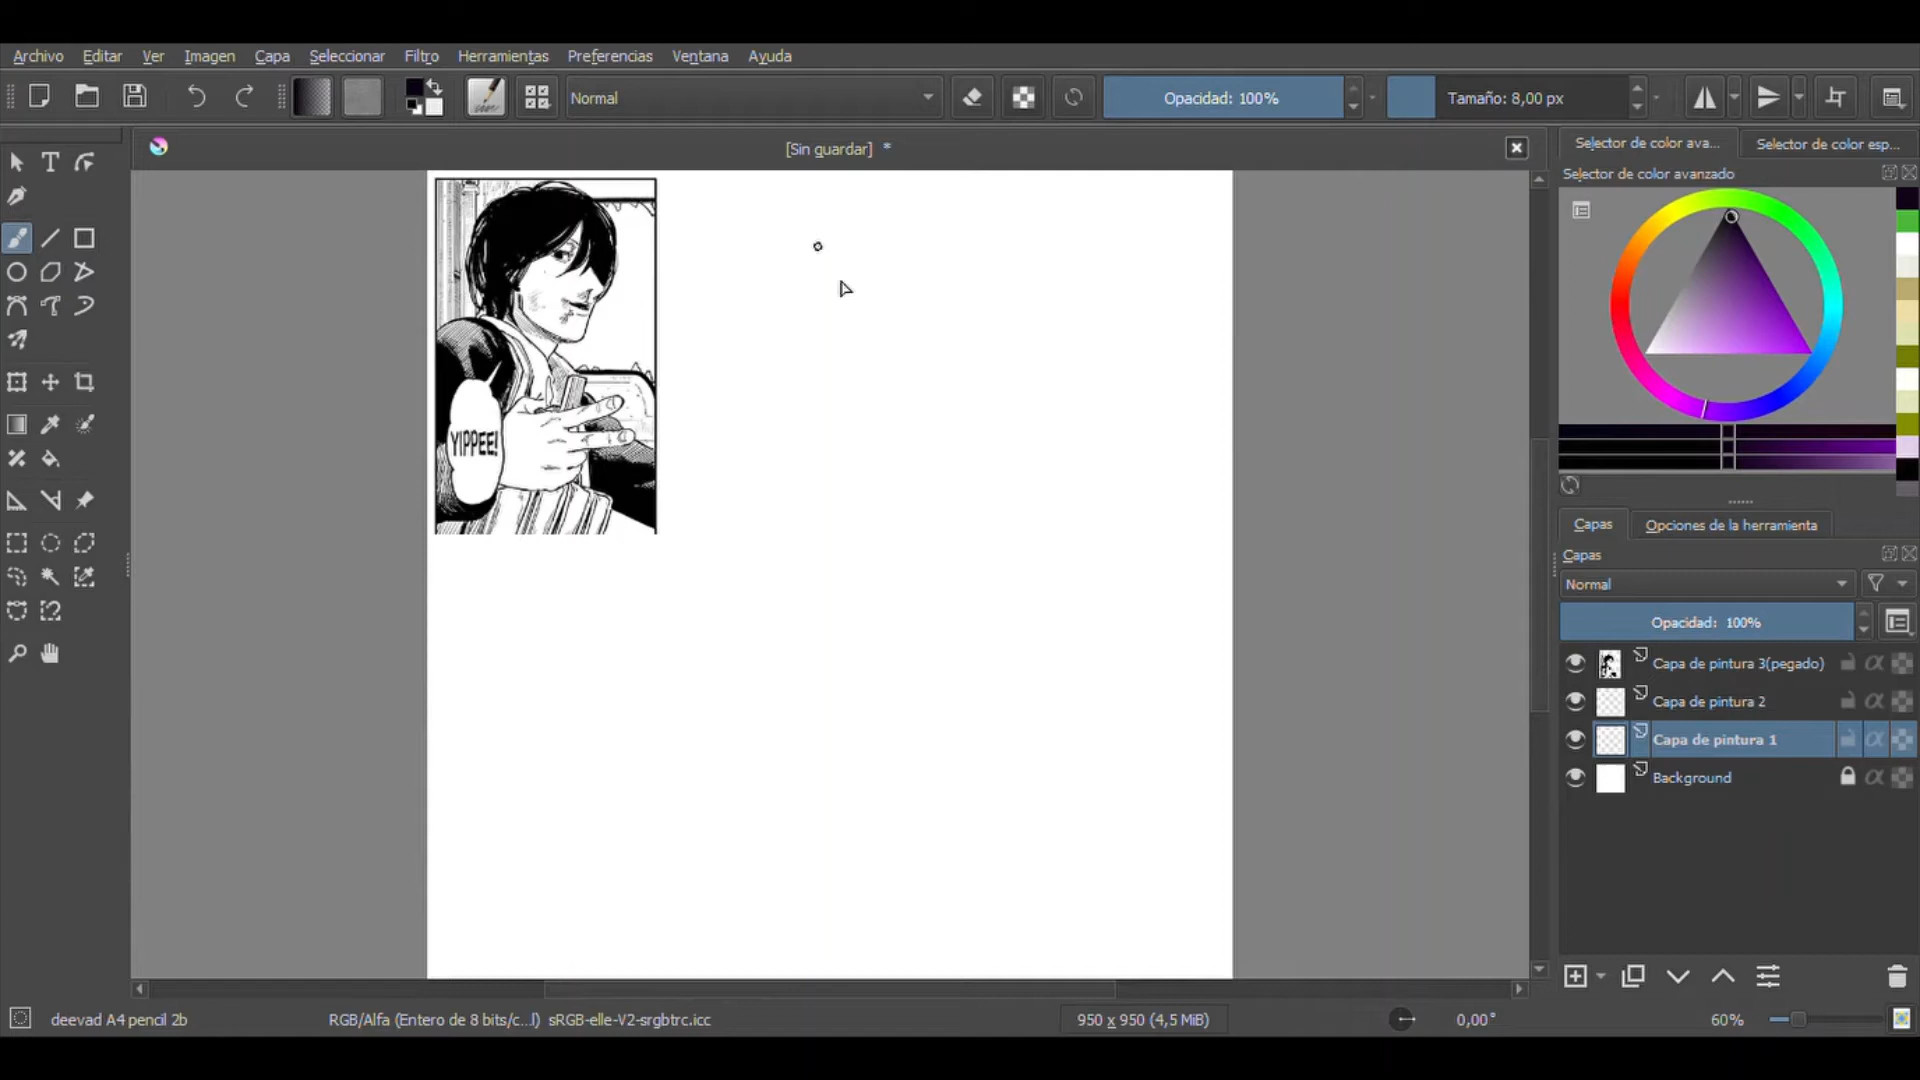 Archivo Editar Ver Imagen Capa Seleccionar Filtro Herramientas Preferencias Ventana Ayuda
Normal Opacidad: 100% Tamaño: 8,00 px
[Sin guardar] *
Selector de color ava... Selector de color esp...
Selector de color avanzado
YIPPEE!
Capas Opciones de la herramienta
Capas
Normal
Opacidad: 100%
Capa de pintura 3(pegado)
Capa de pintura 2
Capa de pintura 1
Background
deevad A4 pencil 2b RGB/Alfa (Entero de 8 bits/c...l) sRGB-elle-V2-srgbtrc.icc 950 x 950 (4,5 MiB) 0,00° 60%